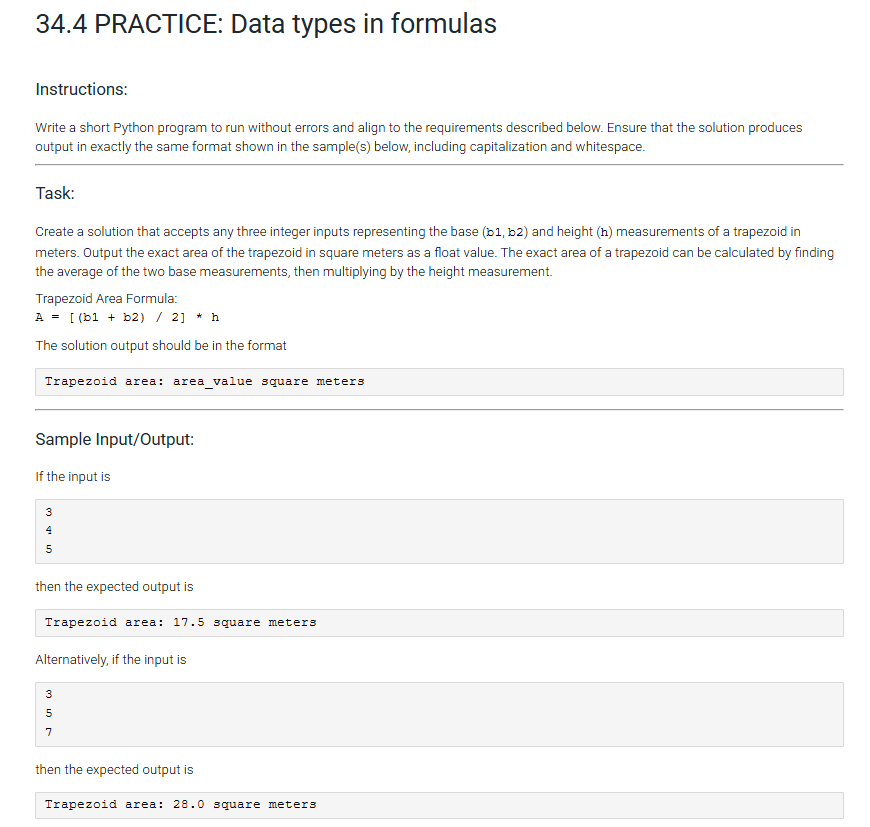 34.4 PRACTICE: Data types in formulas
Instructions:
Write a short Python program to run without errors and align to the requirements described below. Ensure that the solution produces
output in exactly the same format shown in the sample(s) below, including capitalization and whitespace.
Task:
Create a solution that accepts any three integer inputs representing the base (b1, b2) and height (h) measurements of a trapezoid in
meters. Output the exact area of the trapezoid in square meters as a float value. The exact area of a trapezoid can be calculated by finding
the average of the two base measurements, then multiplying by the height measurement.
Trapezoid Area Formula:
A = [(b1 + b2) / 2] * h
The solution output should be in the format
Trapezoid area: area_value square meters
Sample Input/Output:
If the input is
3
4
5
then the expected output is
Trapezoid area: 17.5 square meters
Alternatively, if the input is
3
5
7
then the expected output is
Trapezoid area: 28.0 square meters